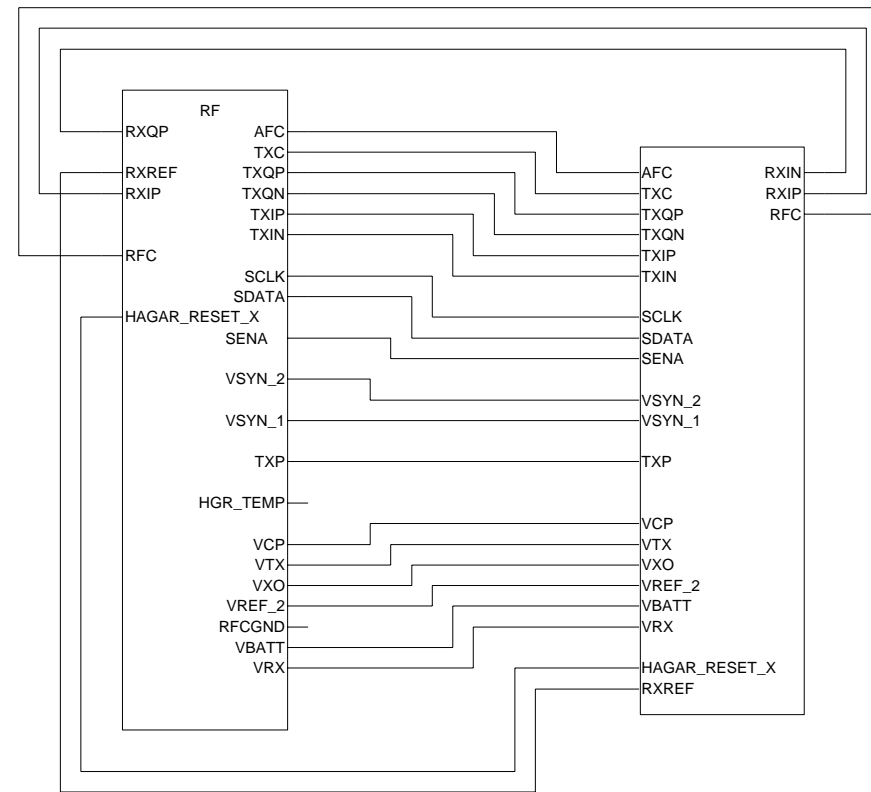 RF
RXQP
RXREF
RXIP
RFC
HAGAR_RESET_X
AFC
TXC
TXQP
TXQN
TXIP
TXIN
SCLK
SDATA
SENA
VSYN_2
VSYN_1
TXP
HGR_TEMP
VCP
VTX
VXO
VREF_2
RFCGND
VBATT
VRX
AFC
TXC
TXQP
TXQN
TXIP
TXIN
SCLK
SDATA
SENA
VSYN_2
VSYN_1
TXP
VCP
VTX
VXO
VREF_2
VBATT
VRX
HAGAR_RESET_X
RXREF
RXIN
RXIP
RFC